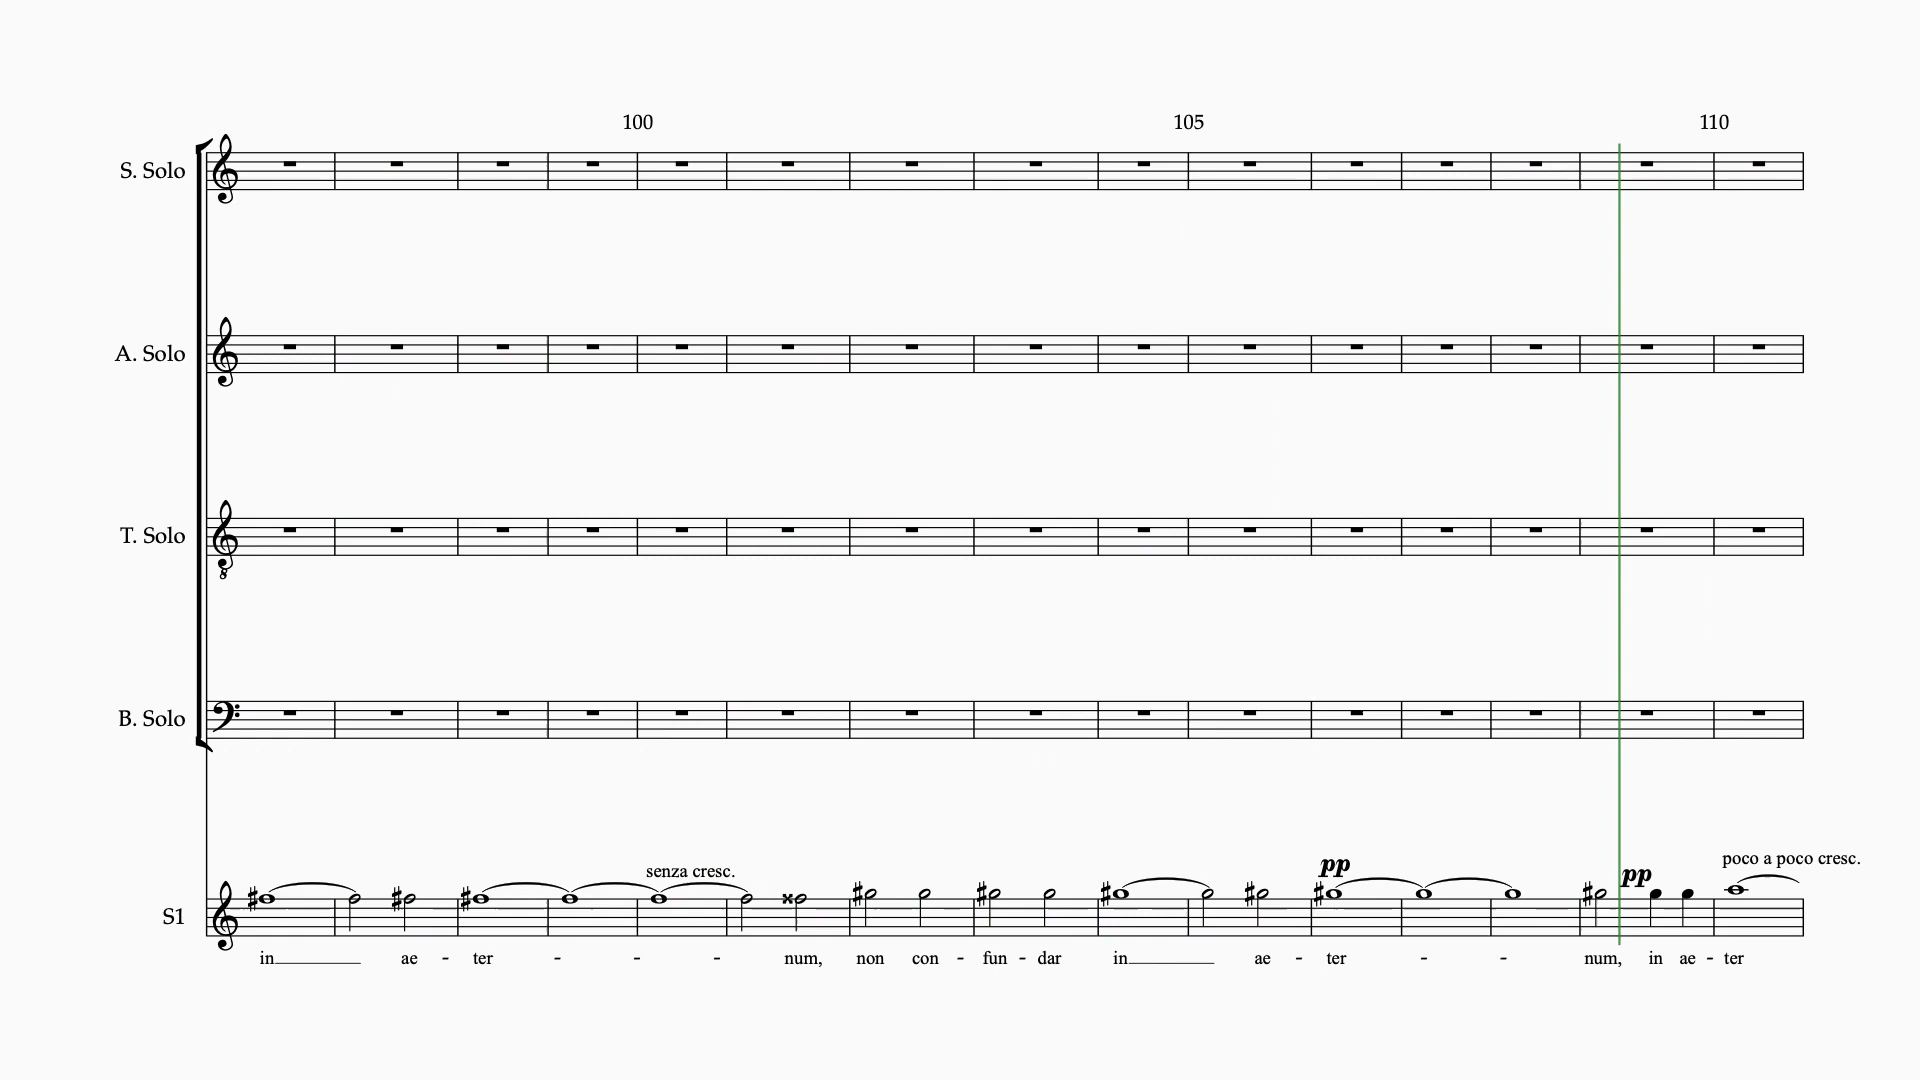 100 105 110
S. Solo
A. Solo
T. Solo
8
B. Solo
poco a poco cresc.
pp
senza cresc.
pp
S1
in ae - ter - - - num, non con - fun - dar in ae - ter - - num, in ae - ter